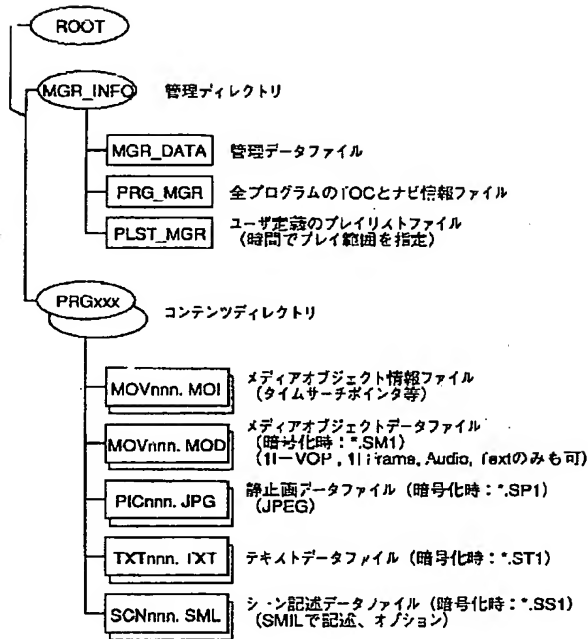 ROOT
MGR_INFO 管理ディレクトリ
MGR_DATA 管理データファイル
PRG_MGR 全プログラムのTOCとナビ情報ファイル
PLST_MGR ユーザ定義のプレイリストファイル
(時間でプレイ範囲を指定)
PRGxxx コンテンツディレクトリ
MOVnnn. MOI メディアオブジェクト情報ファイル
(タイムサーチポインタ等)
MOVnnn. MOD メディアオブジェクトデータファイル
(暗号化時:*.SM1)
VOP, Frame, Audio, Textのみも可)
PICnnn. JPG 静止画データファイル (暗号化時:*.SP1)
(JPEG)
TXTnnn. TXT テキストデータファイル (暗号化時:*.ST1)
SCNnnn. SML シーン記述データファイル (暗号化時:*.SS1)
(SMILで記述、オプション)